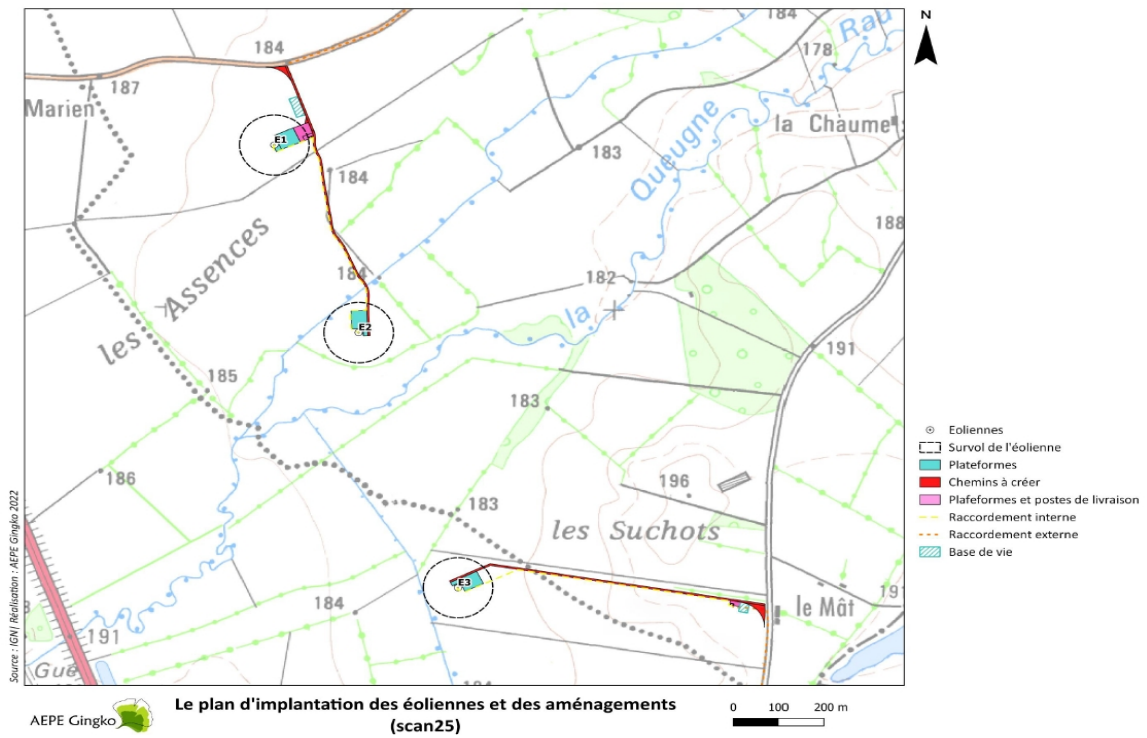 N
184
178
Rau
187
Marien
la Chaume
E1
183
Queugne
184
188
les Assences
184
182
la
E2
191
185
183
186
196
183
les Suchots
E3
184
191
le Mât
191
Gué
184
Eoliennes
Survol de l'éolienne
Plateformes
Chemins à créer
Plafeformes et postes de livraison
Raccordement interne
Raccordement externe
Base de vie
Source : IGN| Réalisation : AEPE Gingko 2022
AEPE Gingko
Le plan d'implantation des éoliennes et des aménagements
(scan25)
0 100 200 m